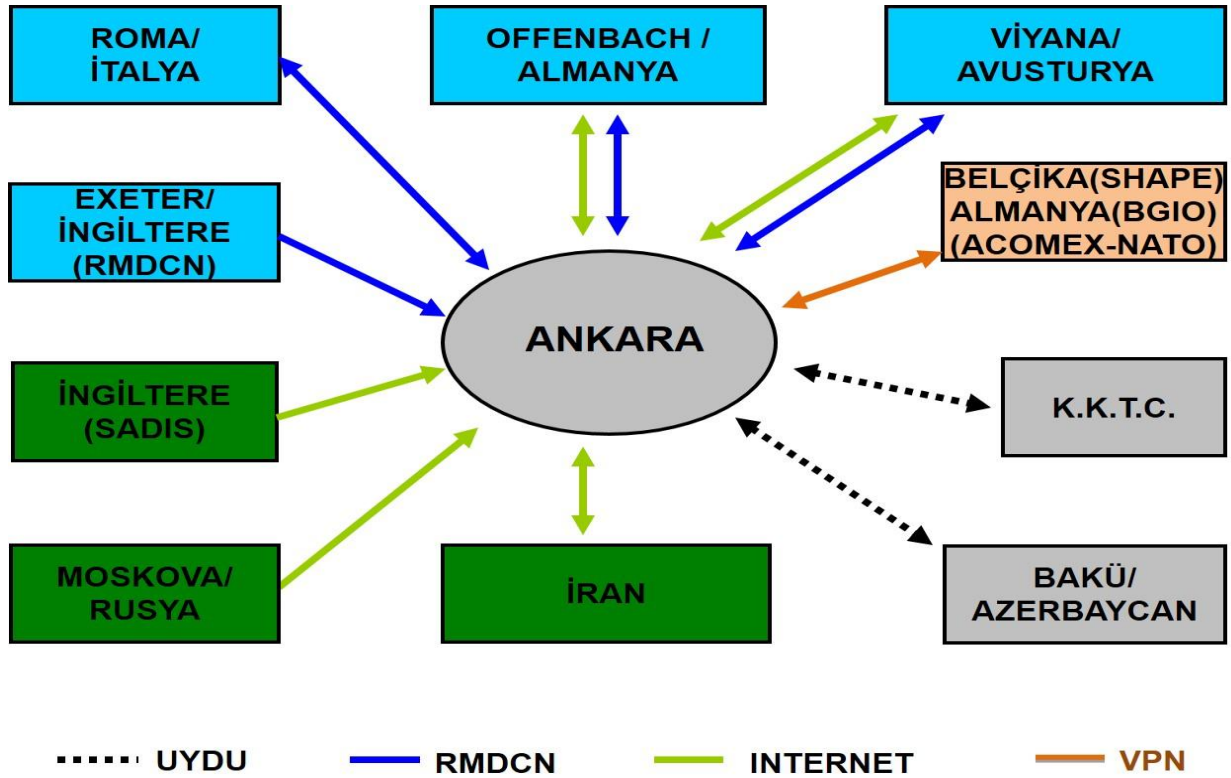 ROMA/
İTALYA
OFFENBACH /
ALMANYA
VİYANA/
AVUSTURYA
EXETER/
İNGİLTERE
(RMDCN)
BELÇİKA(SHAPE)
ALMANYA(BGIO)
(ACOMEX-NATO)
ANKARA
İNGİLTERE
(SADIS)
K.K.T.C.
MOSKOVA/
RUSYA
İRAN
BAKÜ/
AZERBAYCAN
UYDU
RMDCN
INTERNET
VPN